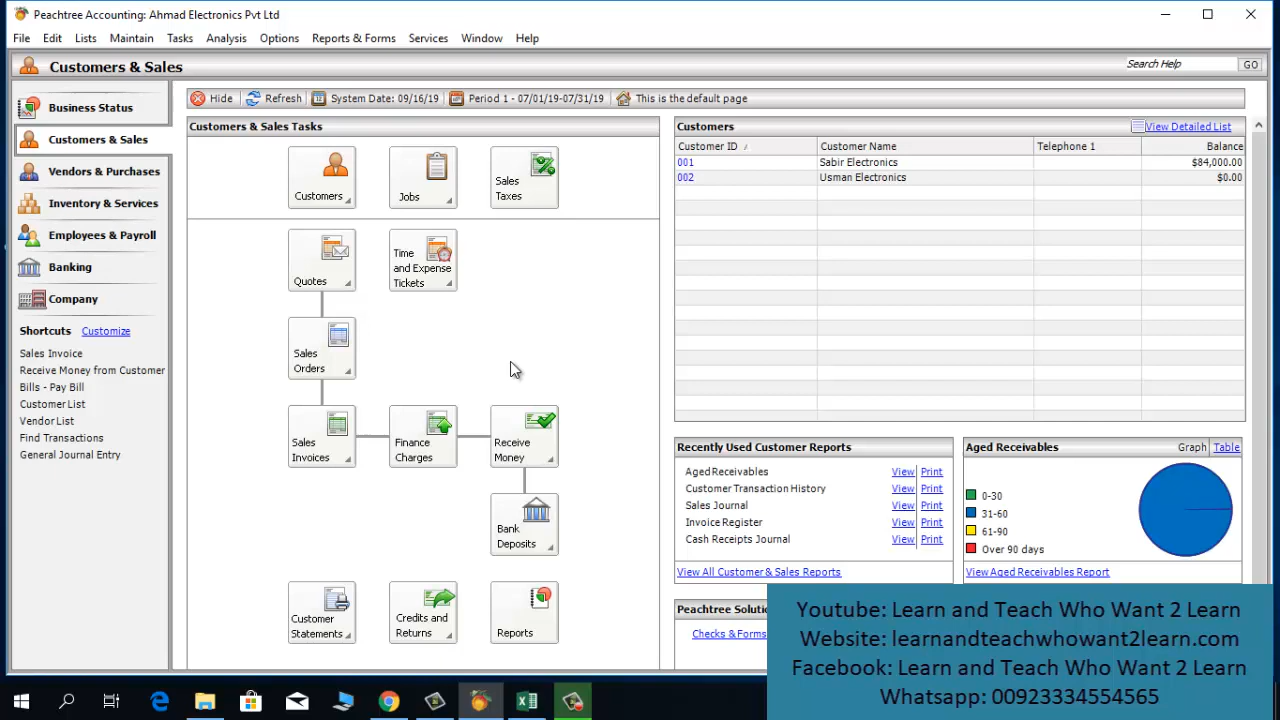 Peachtree Accounting: Ahmad Electronics Pvt Ltd
File Edit Lists Maintain Tasks Analysis Options Reports & Forms Services Window Help
Customers & Sales
Search Help GO
Business Status
Customers & Sales
Vendors & Purchases
Inventory & Services
Employees & Payroll
Banking
Company
Shortcuts Customize
Sales Invoice
Receive Money from Customer
Bills - Pay Bill
Customer List
Vendor List
Find Transactions
General Journal Entry
Hide Refresh System Date: 09/16/19 Period 1 - 07/01/19-07/31/19 This is the default page
Customers & Sales Tasks
Customers
Jobs
Sales
Taxes
Quotes
Time
and Expense
Tickets
Sales
Orders
Sales
Invoices
Finance
Charges
Receive
Money
Bank
Deposits
Customer
Statements
Credits and
Returns
Reports
Customers View Detailed List
Customer ID / Customer Name Telephone 1 Balance
001 Sabir Electronics $84,000.00
002 Usman Electronics $0.00
Recently Used Customer Reports
Aged Receivables View Print
Customer Transaction History View Print
Sales Journal View Print
Invoice Register View Print
Cash Receipts Journal View Print
View All Customer & Sales Reports
Aged Receivables Graph Table
0-30
31-60
61-90
Over 90 days
View Aged Receivables Report
Peachtree Solutio
Checks & Forms
Youtube: Learn and Teach Who Want 2 Learn
Website: learnandteachwhowant2learn.com
Facebook: Learn and Teach Who Want 2 Learn
Whatsapp: 00923334554565